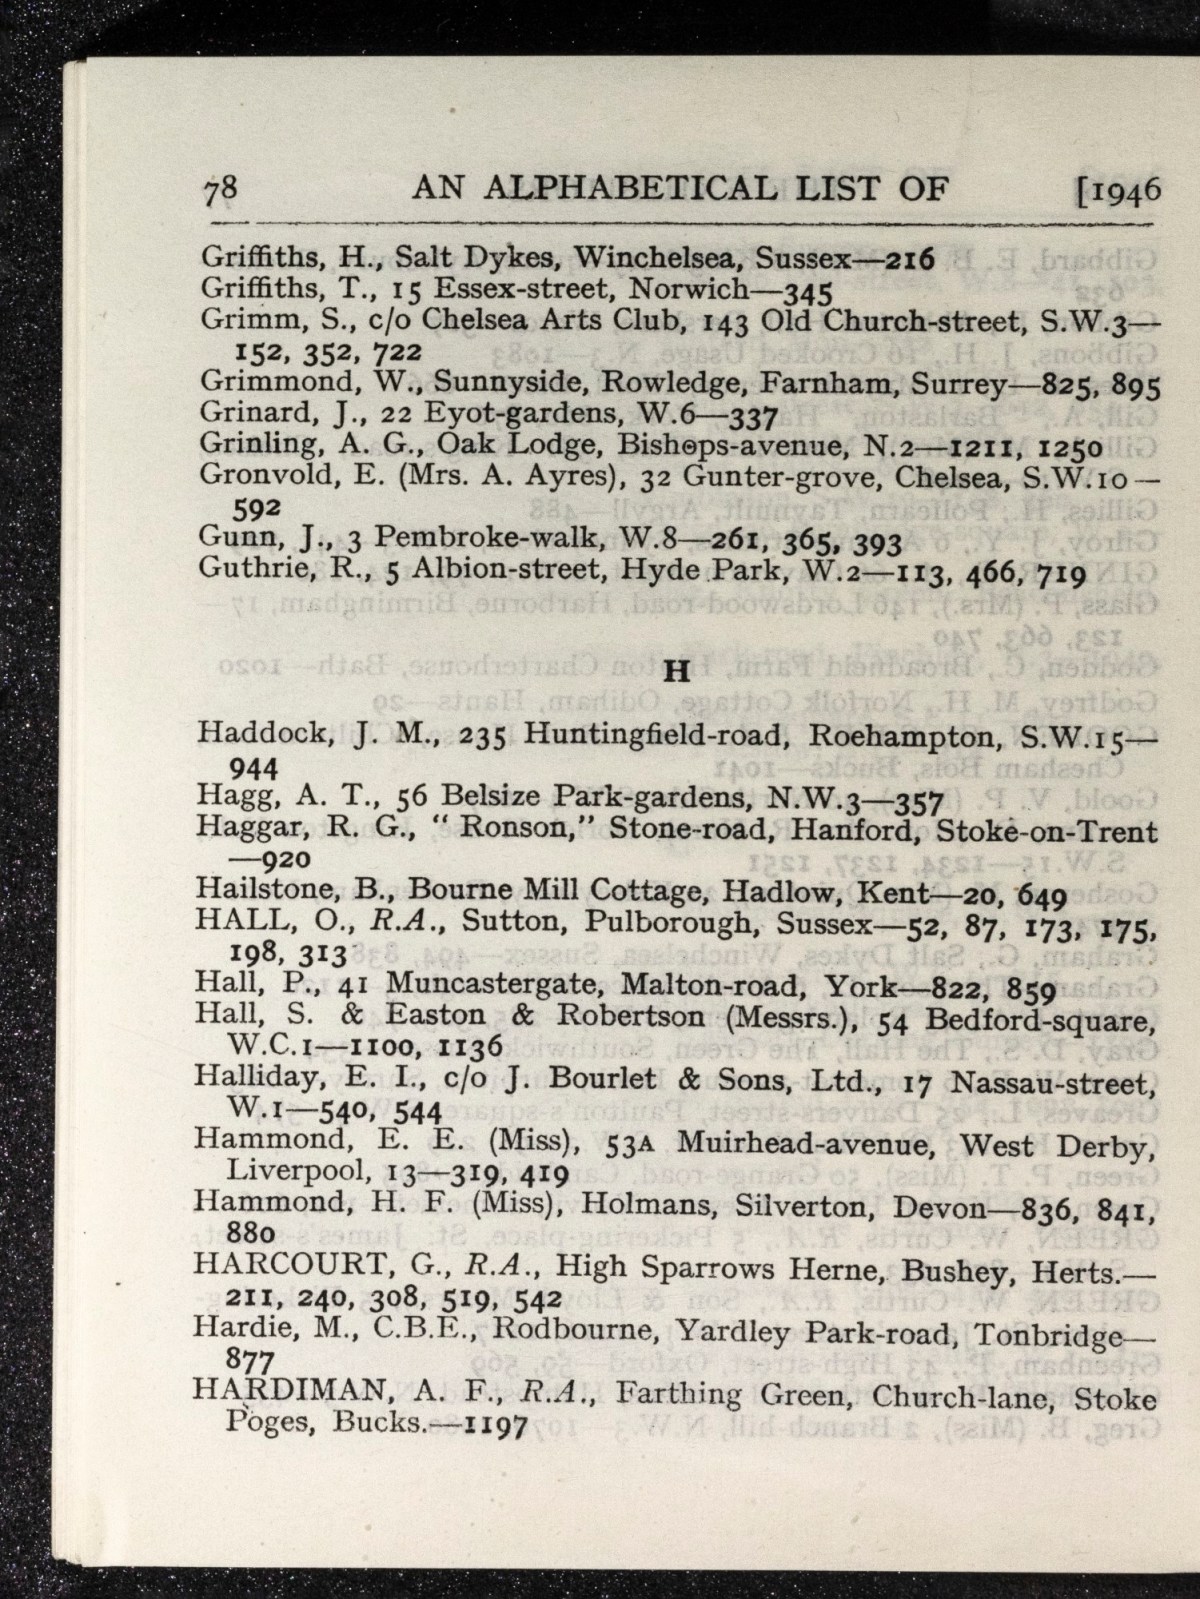 78 AN ALPHABETICAL LIST OF [1946
Griffiths, H., Salt Dykes, Winchelsea, Sussex—216
Griffiths, T., 15 Essex-street, Norwich—345
Grimm, S., c/o Chelsea Arts Club, 143 Old Church-street, S.W.3—
152, 352, 722
Grimmond, W., Sunnyside, Rowledge, Farnham, Surrey—825, 895
Grinard, J., 22 Eyot-gardens, W.6—337
Grinling, A. G., Oak Lodge, Bishops-avenue, N.2—1211, 1250
Gronvold, E. (Mrs. A. Ayres), 32 Gunter-grove, Chelsea, S.W.10—
592
Gunn, J., 3 Pembroke-walk, W.8—261, 365, 393
Guthrie, R., 5 Albion-street, Hyde Park, W.2—113, 466, 719
H
Haddock, J. M., 235 Huntingfield-road, Roehampton, S.W.15—
944
Hagg, A. T., 56 Belsize Park-gardens, N.W.3—357
Haggar, R. G., “ Ronson,” Stone-road, Hanford, Stoke-on-Trent
—920
Hailstone, B., Bourne Mill Cottage, Hadlow, Kent—20, 649
HALL, O., R.A., Sutton, Pulborough, Sussex—52, 87, 173, 175,
198, 313
Hall, P., 41 Muncastergate, Malton-road, York—822, 859
Hall, S. & Easton & Robertson (Messrs.), 54 Bedford-square,
W.C.1—1100, 1136
Halliday, E. I., c/o J. Bourlet & Sons, Ltd., 17 Nassau-street,
W.1—540, 544
Hammond, E. E. (Miss), 53A Muirhead-avenue, West Derby,
Liverpool, 13—319, 419
Hammond, H. F. (Miss), Holmans, Silverton, Devon—836, 841,
880
HARCOURT, G., R.A., High Sparrows Herne, Bushey, Herts.—
211, 240, 308, 519, 542
Hardie, M., C.B.E., Rodbourne, Yardley Park-road, Tonbridge—
877
HARDIMAN, A. F., R.A., Farthing Green, Church-lane, Stoke
Poges, Bucks.—1197